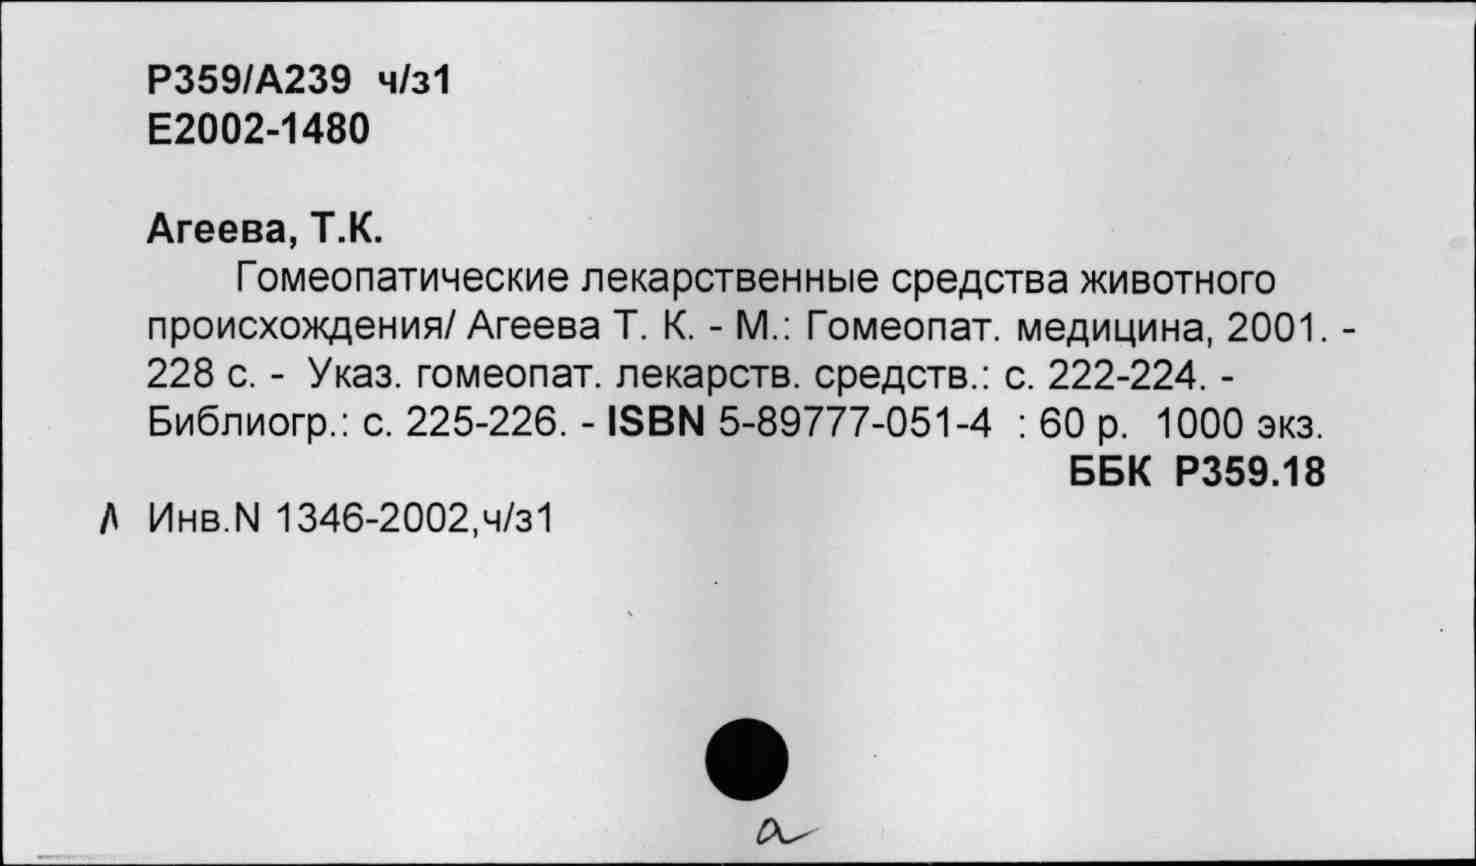 Р359/А239 ч/з1
Е2002-1480
Агеева, Т.К.
Гомеопатические лекарственные средства животного
происхождения/ Агеева Т. К. - М.: Гомеопат. медицина, 2001. -
228 с. - Указ. гомеопат. лекарств. средств.: с. 222-224. -
Библиогр.: с. 225-226. - ISBN 5-89777-051-4 : 60 р. 1000 экз.
ББК Р359.18
Инв.N 1346-2002,ч/з1
а